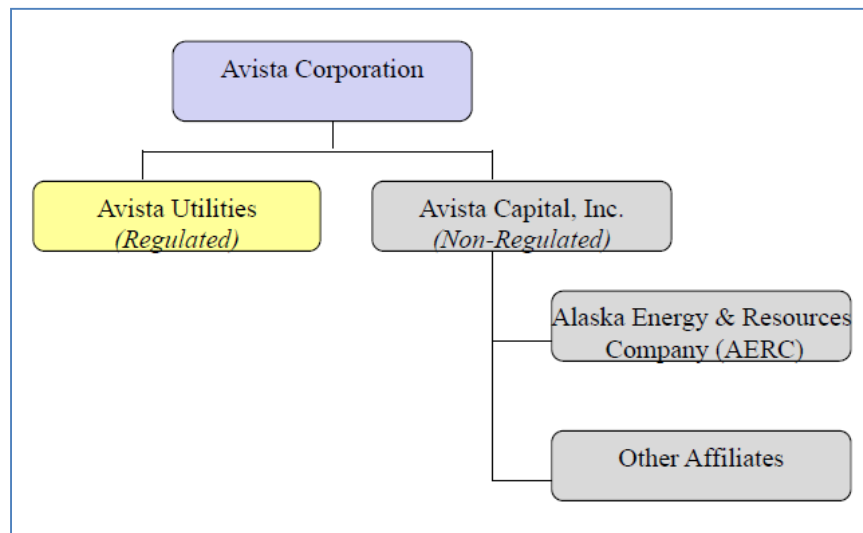 Avista Corporation
Avista Utilities
(Regulated)
Avista Capital, Inc.
(Non-Regulated)
Alaska Energy & Resources
Company (AERC)
Other Affiliates